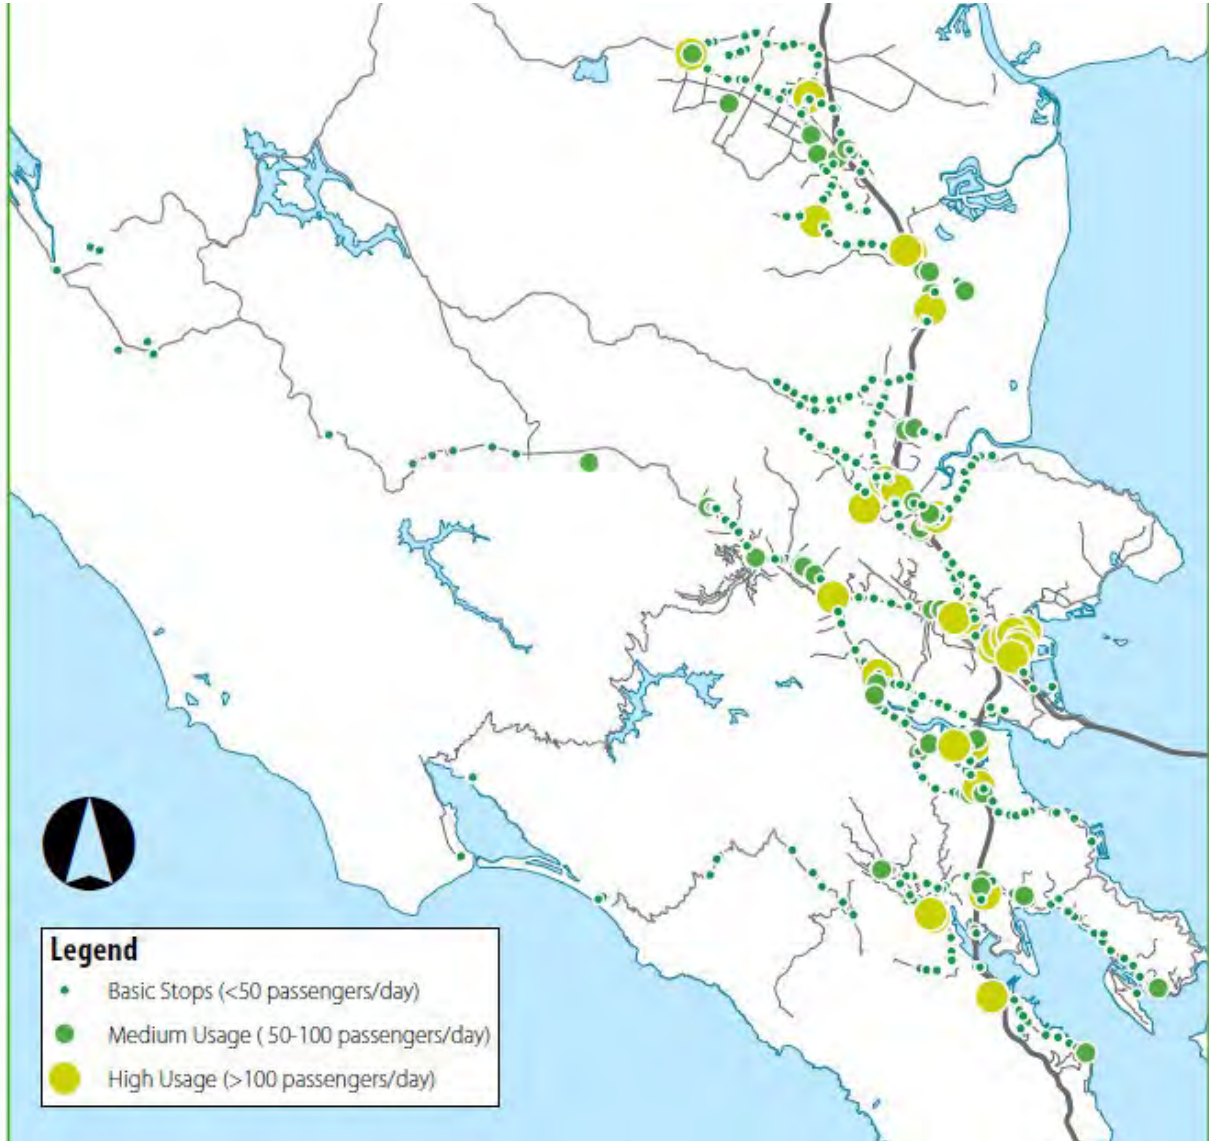 Legend
Basic Stops (<50 passengers/day)
Medium Usage ( 50-100 passengers/day)
High Usage (>100 passengers/day)